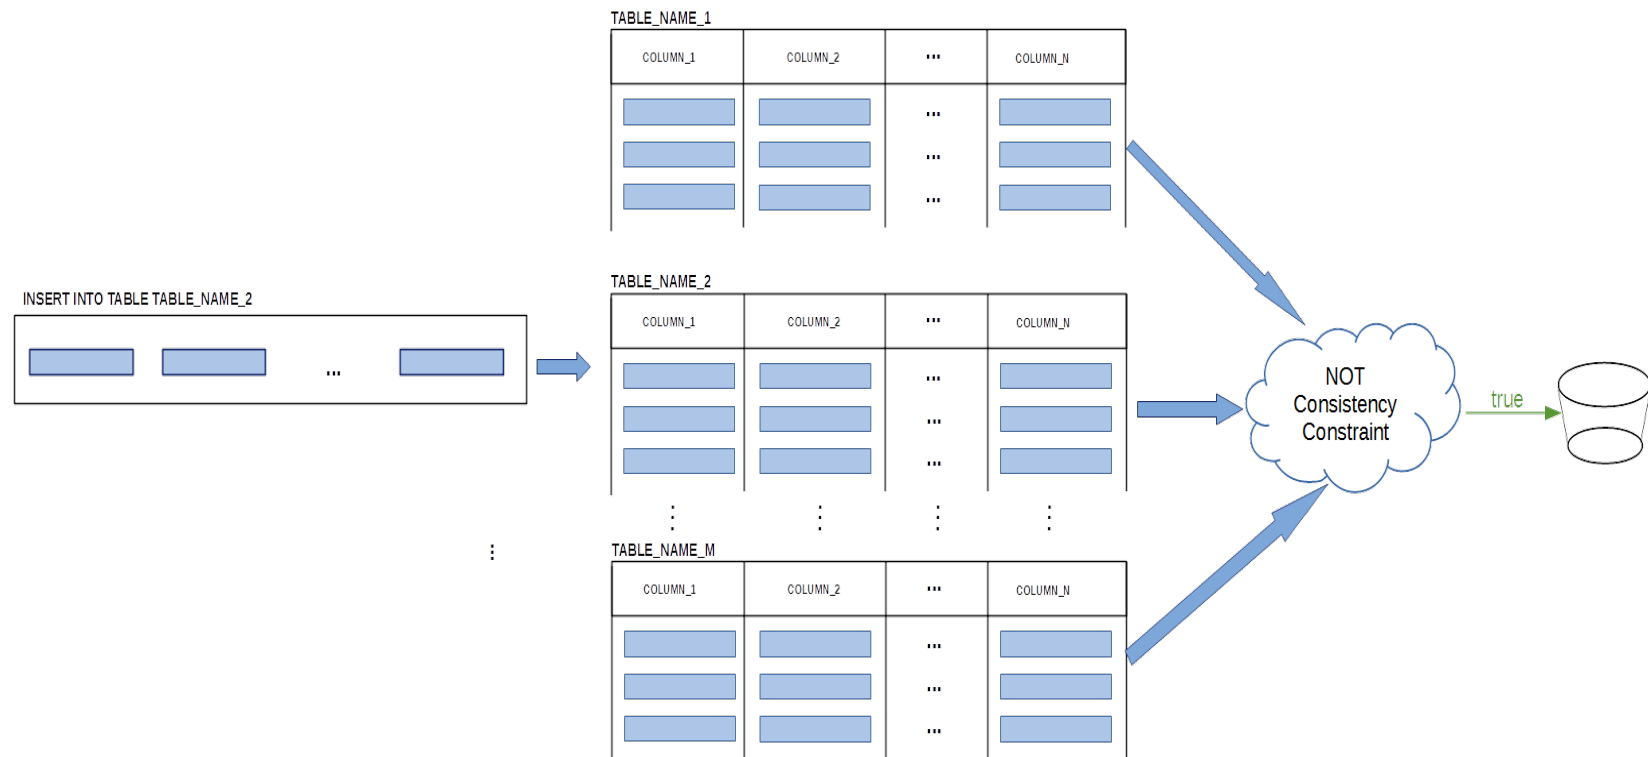 TABLE_NAME_1
COLUMN_1 COLUMN_2 ... COLUMN_N
...
...
...
INSERT INTO TABLE TABLE_NAME_2
...
TABLE_NAME_2
COLUMN_1 COLUMN_2 ... COLUMN_N
...
...
...
NOT
Consistency
Constraint
true
TABLE_NAME_M
COLUMN_1 COLUMN_2 ... COLUMN_N
...
...
...